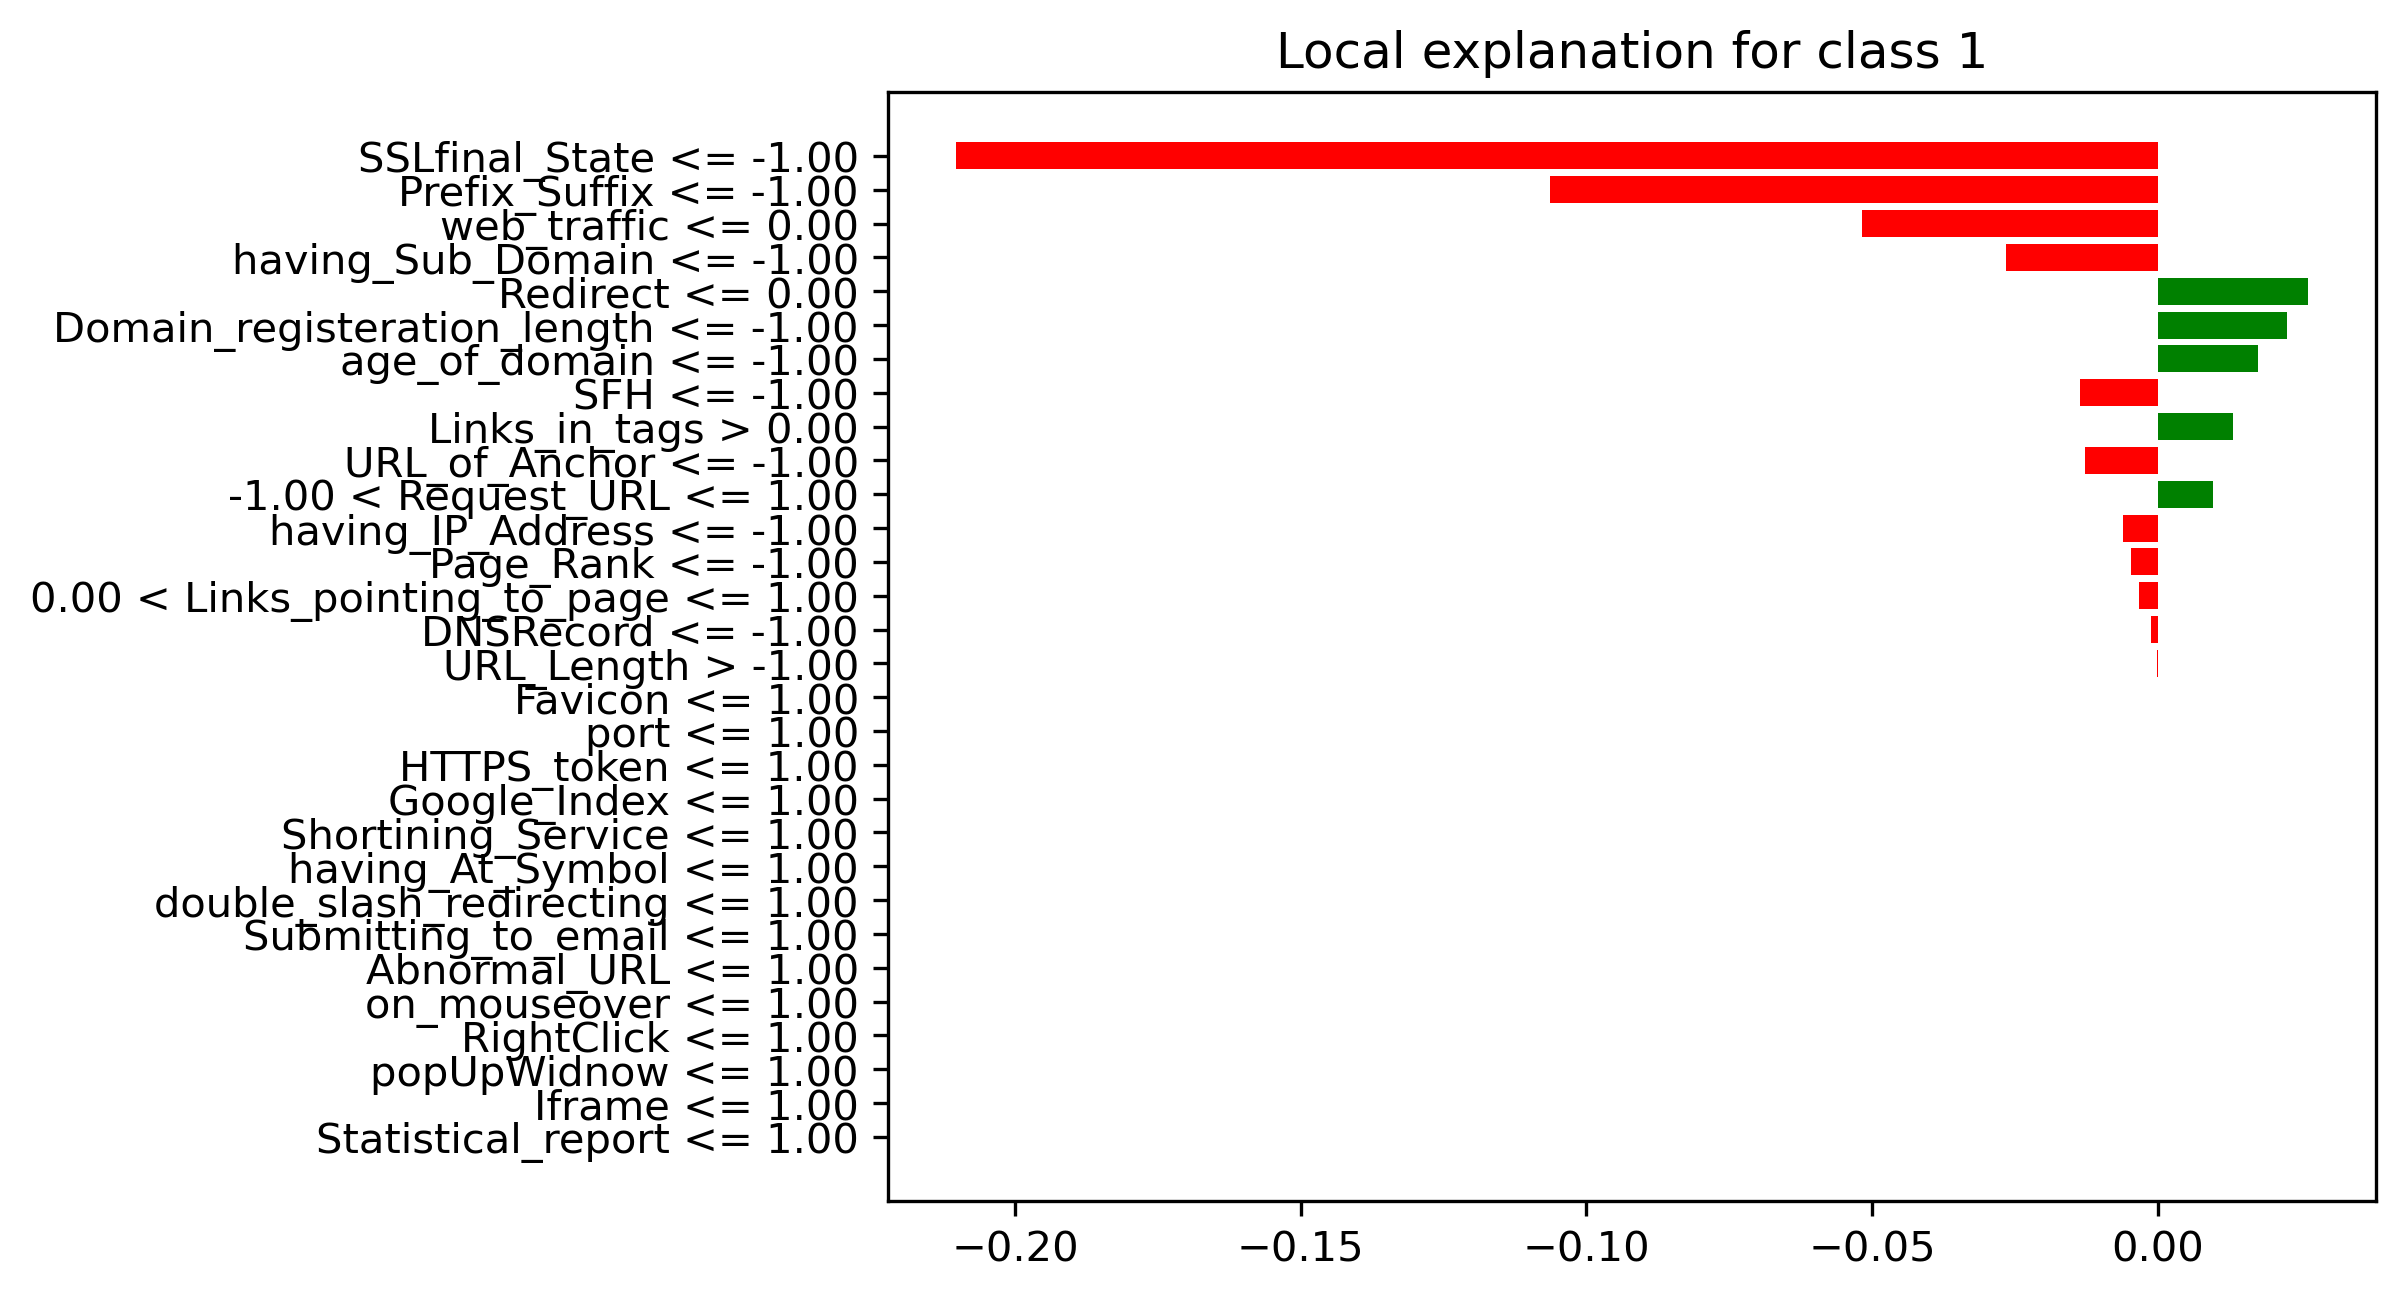 Local explanation for class 1
SSLfinal_State <= -1.00
Prefix_Suffix <= -1.00
web_traffic <= 0.00
having_Sub_Domain <= -1.00
Redirect <= 0.00
Domain_registeration_length <= -1.00
age_of_domain <= -1.00
SFH <= -1.00
Links_in_tags > 0.00
URL_of_Anchor <= -1.00
-1.00 < Request_URL <= 1.00
having_IP_Address <= -1.00
Page_Rank <= -1.00
0.00 < Links_pointing_to_page <= 1.00
DNSRecord <= -1.00
URL_Length > -1.00
Favicon <= 1.00
port <= 1.00
HTTPS_token <= 1.00
Google_Index <= 1.00
Shortining_Service <= 1.00
having_At_Symbol <= 1.00
double_slash_redirecting <= 1.00
Submitting_to_email <= 1.00
Abnormal_URL <= 1.00
on_mouseover <= 1.00
RightClick <= 1.00
popUpWidnow <= 1.00
Iframe <= 1.00
Statistical_report <= 1.00
−0.20 −0.15 −0.10 −0.05 0.00